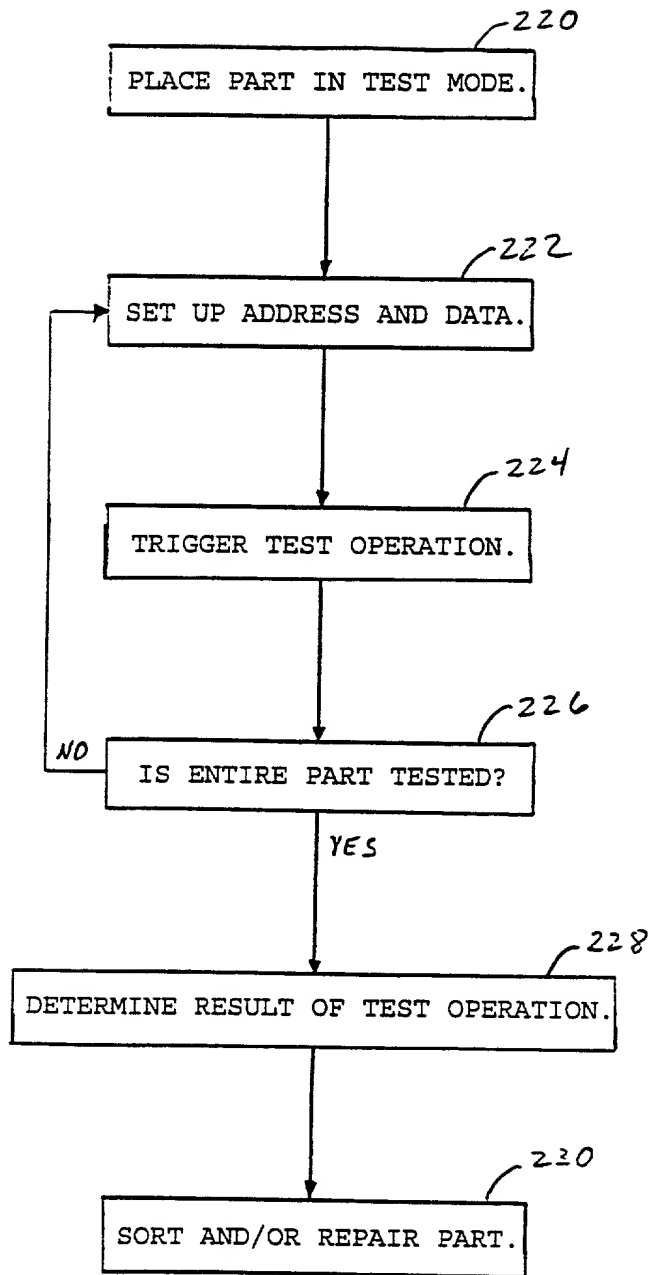 220
PLACE PART IN TEST MODE.
222
SET UP ADDRESS AND DATA.
224
TRIGGER TEST OPERATION.
226
NO
IS ENTIRE PART TESTED?
YES
228
DETERMINE RESULT OF TEST OPERATION.
230
SORT AND/OR REPAIR PART.